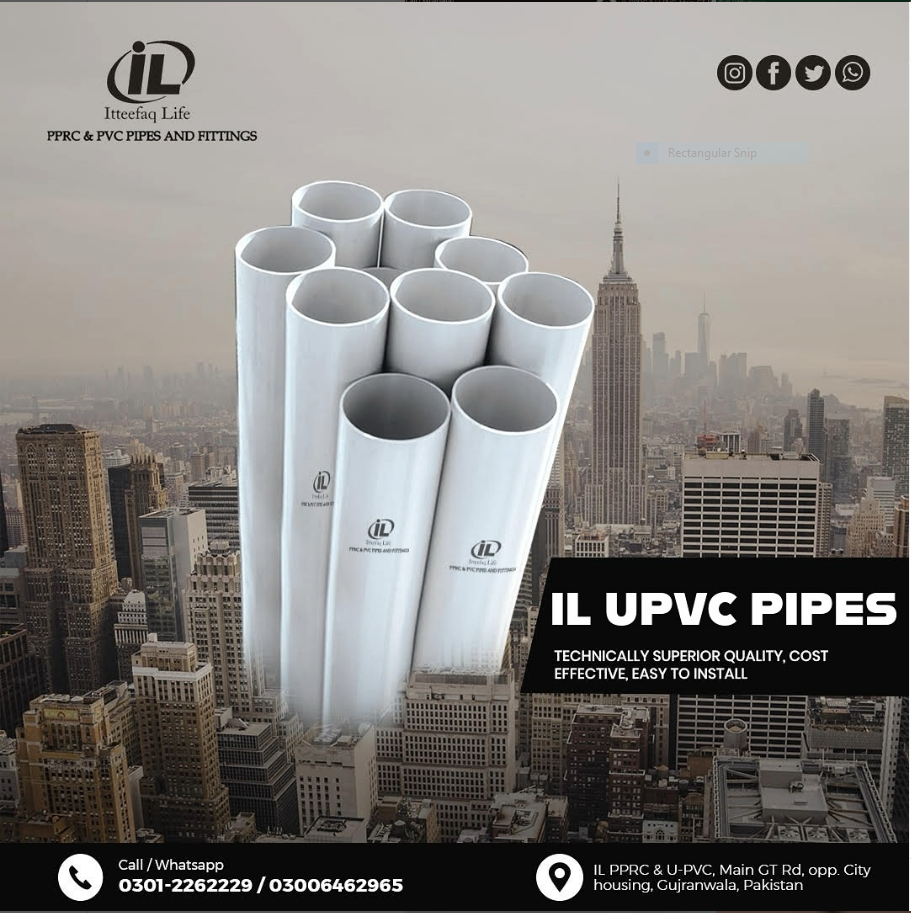 iL
Itteefaq Life
PPRC & PVC PIPES AND FITTINGS
Rectangular Snip
iL
iL
Itteefaq Life
PPRC & PVC PIPES AND FITTINGS
iL
Itteefaq Life
PPRC & PVC PIPES AND FITTINGS
IL UPVC PIPES
TECHNICALLY SUPERIOR QUALITY, COST
EFFECTIVE, EASY TO INSTALL
Call / Whatsapp
0301-2262229 / 03006462965
IL PPRC & U-PVC, Main GT Rd, opp. City
housing, Gujranwala, Pakistan